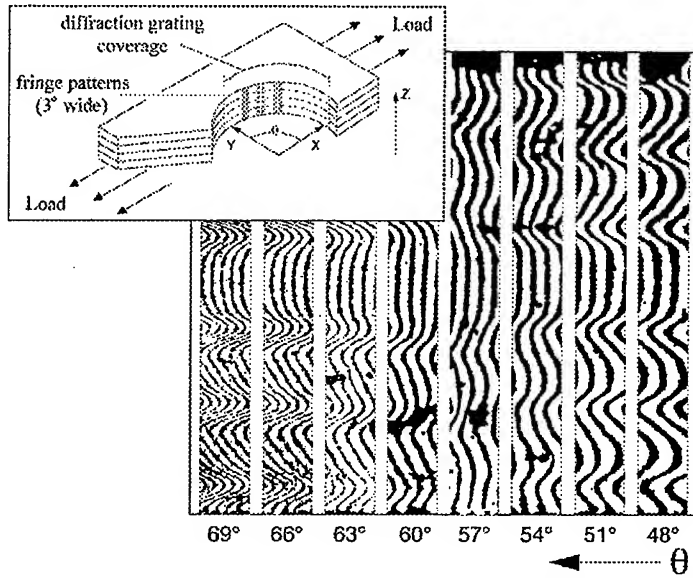 diffraction grating
coverage
Load
fringe patterns
(3° wide)
Z
θ
Y
X
Load
69° 66° 63° 60° 57° 54° 51° 48°
θ